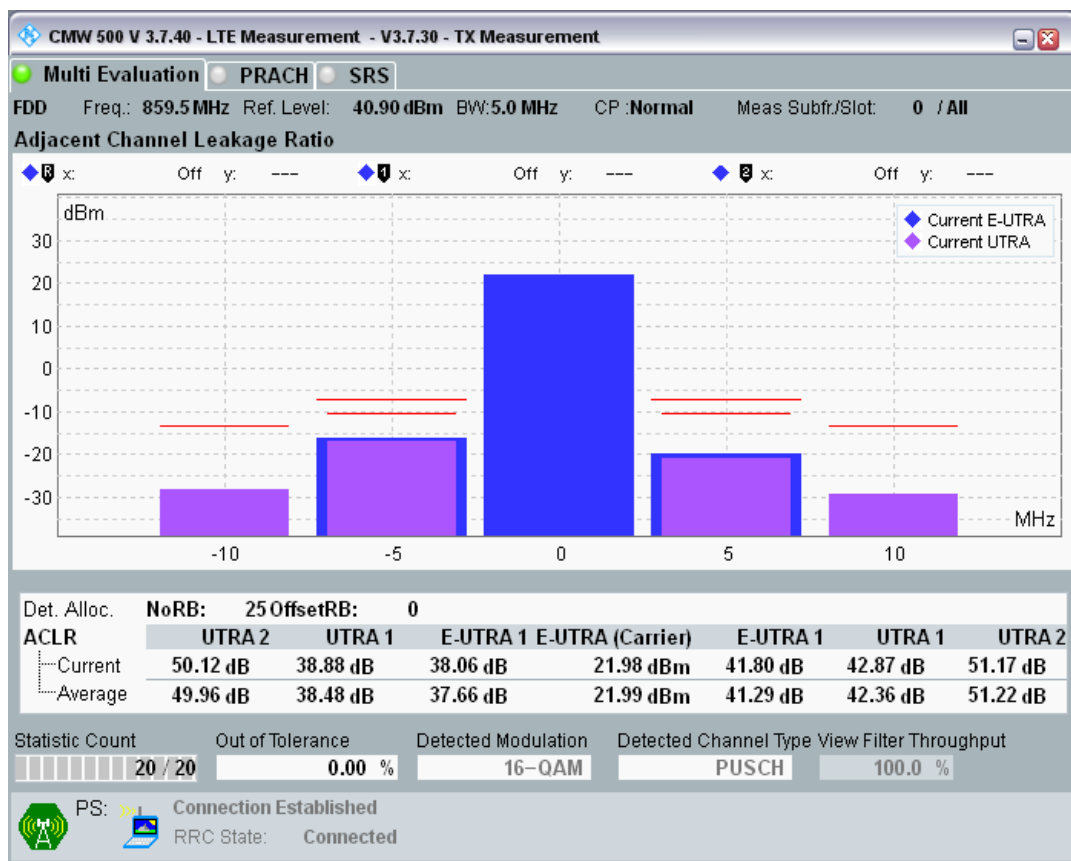 CMW 500 V 3.7.40 - LTE Measurement - V3.7.30 - TX Measurement
Multi Evaluation PRACH SRS
FDD Freq.: 859.5 MHz Ref. Level: 40.90 dBm BW:5.0 MHz CP :Normal Meas Subfr./Slot: 0 / All
Adjacent Channel Leakage Ratio
R x: Off y: --- 1 x: Off y: --- 2 x: Off y: ---
dBm
Current E-UTRA
Current UTRA
30
20
10
0
-10
-20
-30
MHz
-10 -5 0 5 10
Det. Alloc. NoRB: 25 OffsetRB: 0
ACLR UTRA 2 UTRA 1 E-UTRA 1 E-UTRA (Carrier) E-UTRA 1 UTRA 1 UTRA 2
Current 50.12 dB 38.88 dB 38.06 dB 21.98 dBm 41.80 dB 42.87 dB 51.17 dB
Average 49.96 dB 38.48 dB 37.66 dB 21.99 dBm 41.29 dB 42.36 dB 51.22 dB
Statistic Count Out of Tolerance Detected Modulation Detected Channel Type View Filter Throughput
20 / 20 0.00 % 16-QAM PUSCH 100.0 %
PS: Connection Established
RRC State: Connected